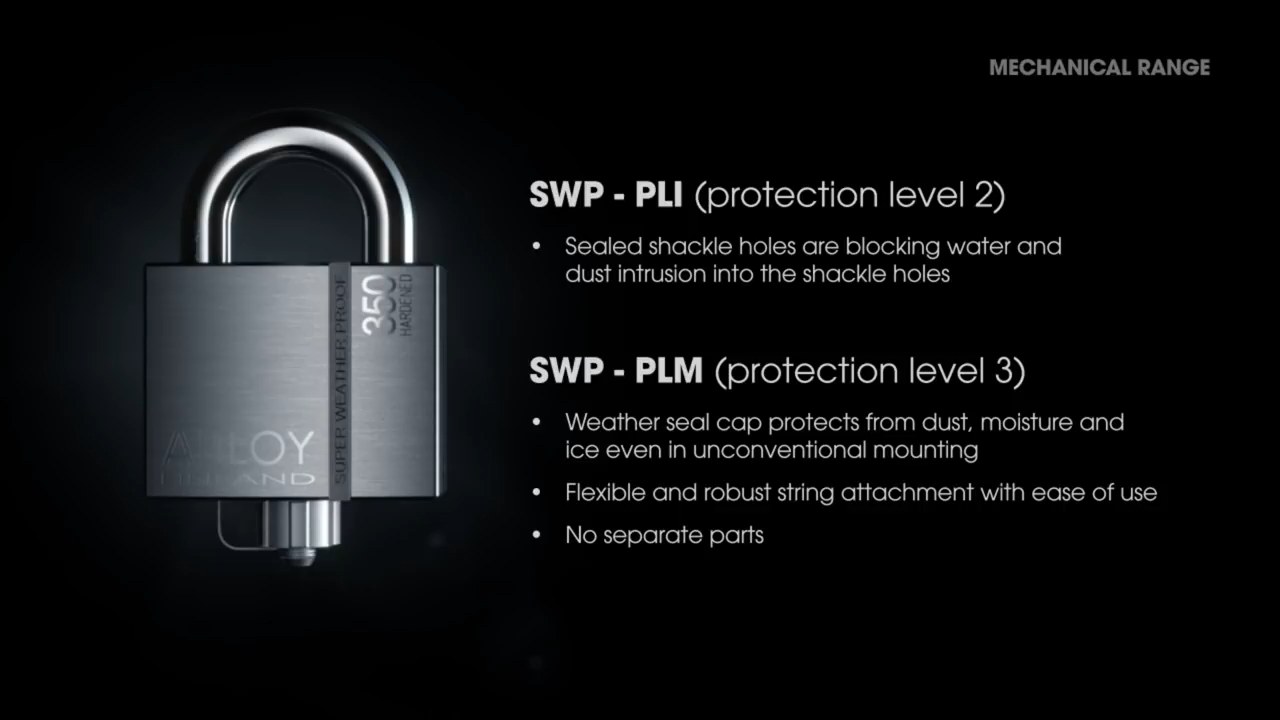 MECHANICAL RANGE
SWP - PLI (protection level 2)
• Sealed shackle holes are blocking water and
dust intrusion into the shackle holes
SWP - PLM (protection level 3)
• Weather seal cap protects from dust, moisture and
ice even in unconventional mounting
• Flexible and robust string attachment with ease of use
• No separate parts
350
HARDENED
SUPER WEATHER PROOF
ABLOY
FINLAND